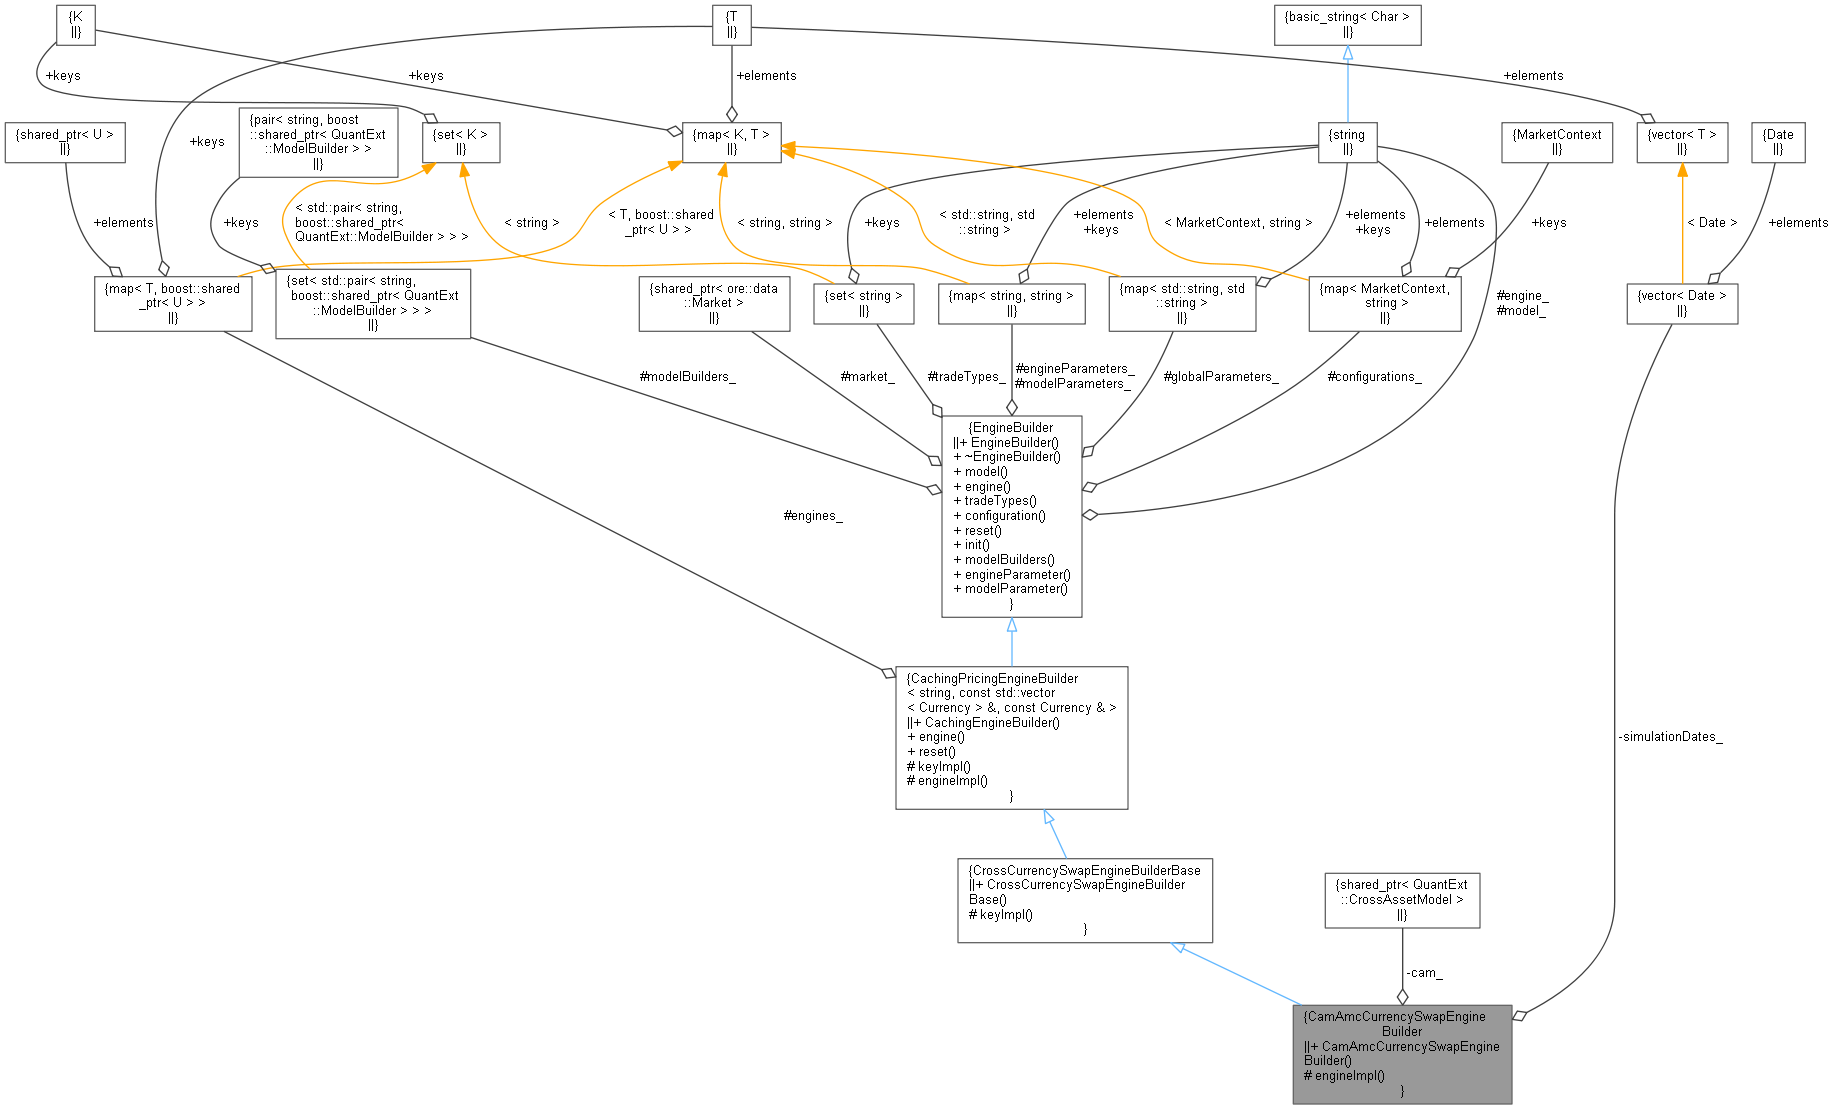 {K
||}
{T
||}
{basic_string< Char >
||}
+keys
+keys
+elements
+elements
{shared_ptr< U >
||}
{pair< string, boost
::shared_ptr< QuantExt
::ModelBuilder > >
||}
{set< K >
||}
{map< K, T >
||}
{string
||}
{MarketContext
||}
{vector< T >
||}
{Date
||}
+keys
+elements
+keys
< std::pair< string,
boost::shared_ptr<
QuantExt::ModelBuilder > > >
< string >
< T, boost::shared
_ptr< U > >
< string, string >
+keys
< std::string, std
::string >
+elements
+keys
< MarketContext, string >
+elements
+keys
+elements
+keys
< Date >
+elements
{map< T, boost::shared
_ptr< U > >
||}
{set< std::pair< string,
boost::shared_ptr< QuantExt
::ModelBuilder > > >
||}
{shared_ptr< ore::data
::Market >
||}
{set< string >
||}
{map< string, string >
||}
{map< std::string, std
::string >
||}
{map< MarketContext,
string >
||}
#engine_
#model_
{vector< Date >
||}
#modelBuilders_
#market_
#tradeTypes_
#engineParameters_
#modelParameters_
#globalParameters_
#configurations_
#engines_
{EngineBuilder
||+ EngineBuilder()
+ ~EngineBuilder()
+ model()
+ engine()
+ tradeTypes()
+ configuration()
+ reset()
+ init()
+ modelBuilders()
+ engineParameter()
+ modelParameter()
}
{CachingPricingEngineBuilder
< string, const std::vector
< Currency > &, const Currency & >
||+ CachingEngineBuilder()
+ engine()
+ reset()
# keyImpl()
# engineImpl()
}
-simulationDates_
{CrossCurrencySwapEngineBuilderBase
||+ CrossCurrencySwapEngineBuilder
Base()
# keyImpl()
}
{shared_ptr< QuantExt
::CrossAssetModel >
||}
-cam_
{CamAmcCurrencySwapEngine
Builder
||+ CamAmcCurrencySwapEngine
Builder()
# engineImpl()
}